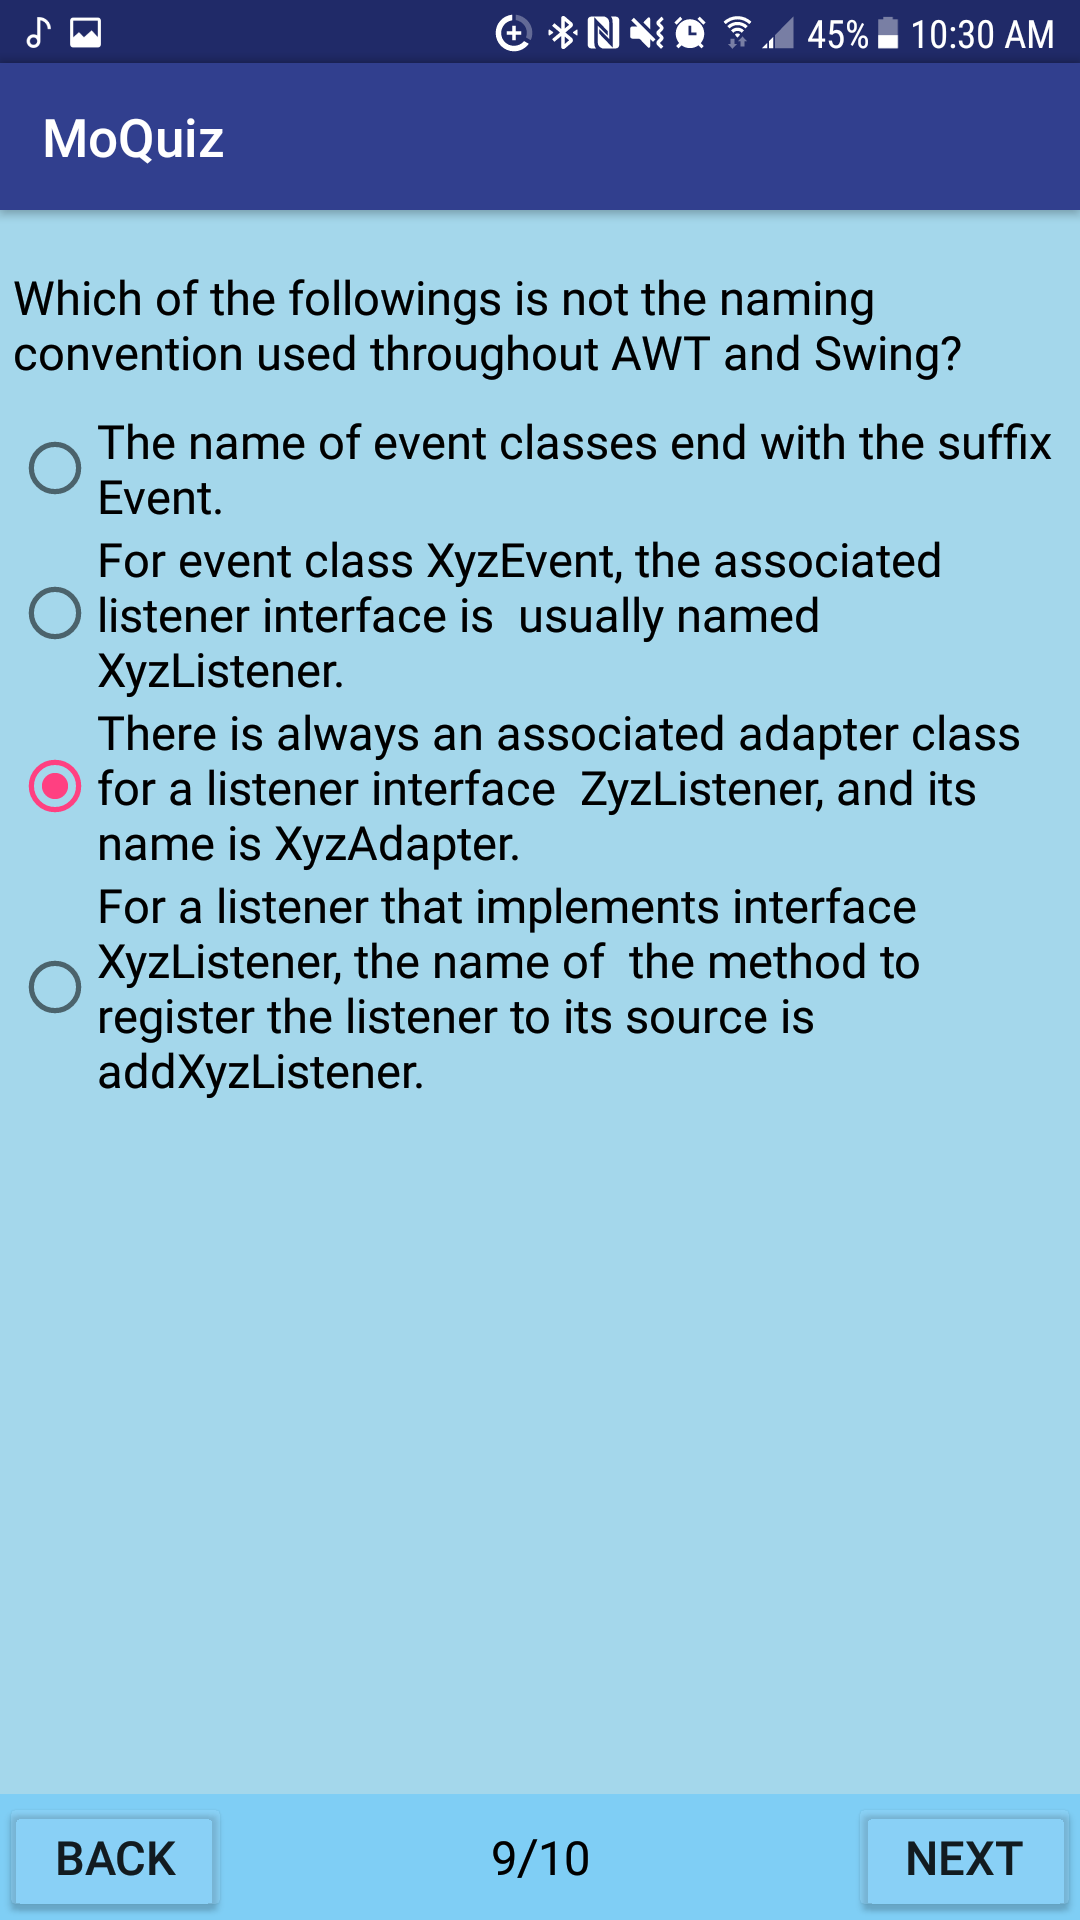 45% 10:30 AM
MoQuiz
Which of the followings is not the naming
convention used throughout AWT and Swing?
The name of event classes end with the suffix
Event.
For event class XyzEvent, the associated
listener interface is  usually named
XyzListener.
There is always an associated adapter class
for a listener interface  ZyzListener, and its
name is XyzAdapter.
For a listener that implements interface
XyzListener, the name of  the method to
register the listener to its source is
addXyzListener.
BACK 9/10 NEXT